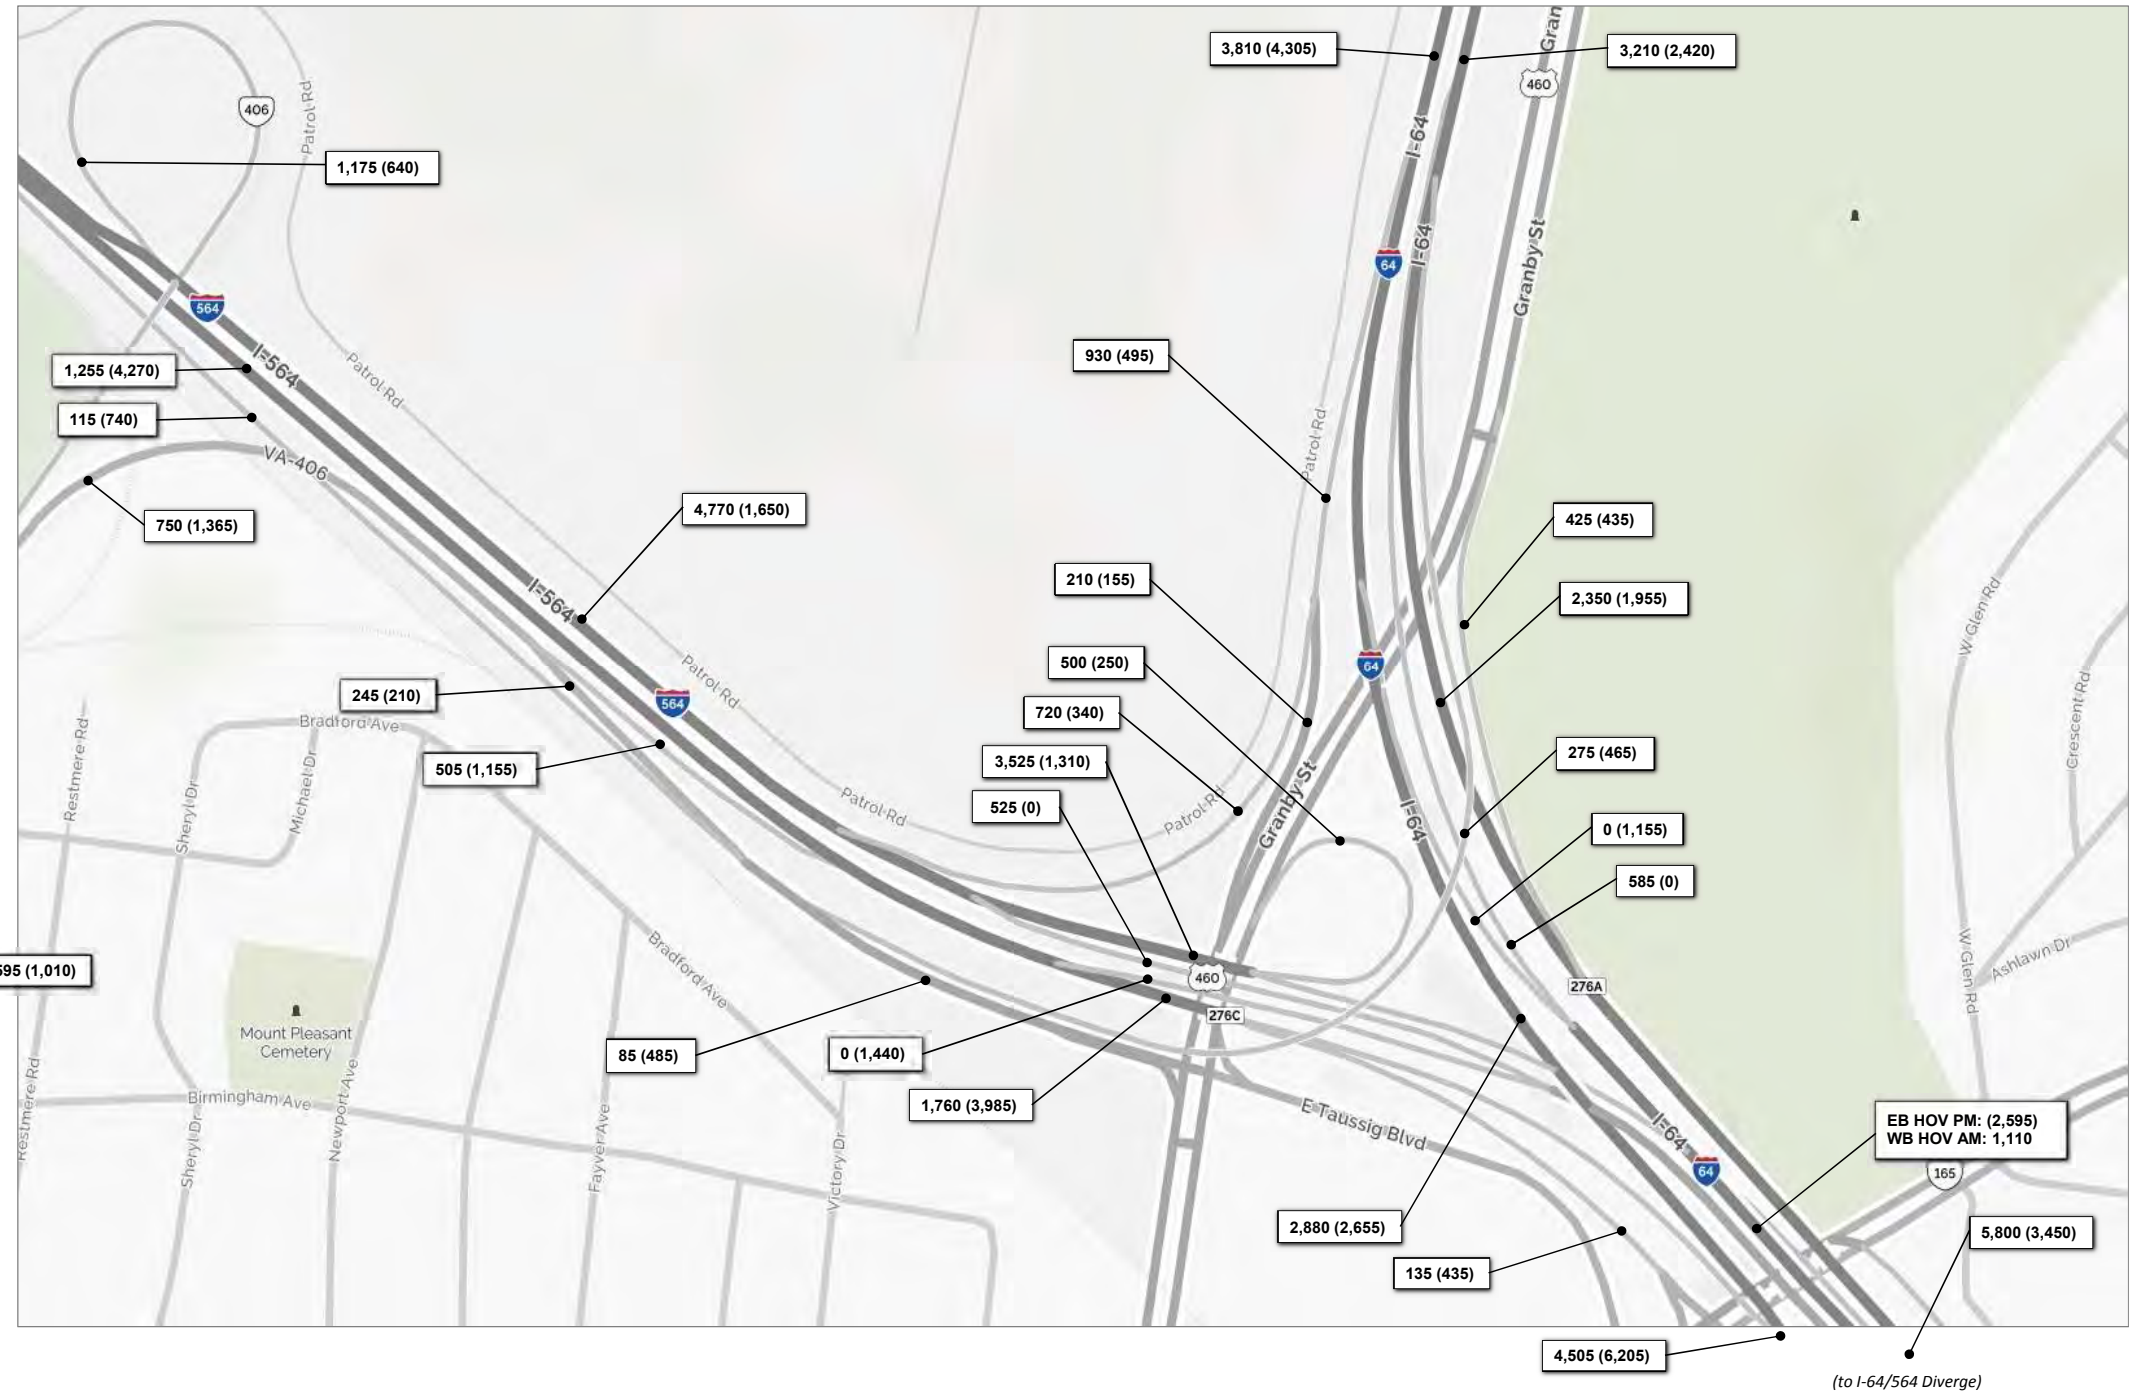 3,810 (4,305)
3,210 (2,420)
Gran
460
406
Patrol Rd
1,175 (640)
I-64
I-64
64
Granby St
564
I-564
930 (495)
1,255 (4,270)
Patrol Rd
115 (740)
VA-406
Patrol Rd
750 (1,365)
4,770 (1,650)
425 (435)
I-564
210 (155)
2,350 (1,955)
W Glen Rd
500 (250)
64
245 (210)
Patrol Rd
564
Crescent Rd
720 (340)
Bradford Ave
Restmere Rd
Michael Dr
505 (1,155)
3,525 (1,310)
275 (465)
525 (0)
Sheryl Dr
Patrol Rd
Patrol Rd
Granby St
I-64
0 (1,155)
585 (0)
595 (1,010)
Bradford Ave
W Glen Rd
Ashlawn Dr
460
276A
276C
Mount Pleasant
Cemetery
85 (485)
0 (1,440)
1,760 (3,985)
Restmere Rd
Birmingham Ave
Sheryl Dr
Newport Ave
Fayver Ave
Victory Dr
E Taussig Blvd
I-64
64
EB HOV PM: (2,595)
WB HOV AM: 1,110
165
2,880 (2,655)
5,800 (3,450)
135 (435)
4,505 (6,205)
(to I-64/564 Diverge)